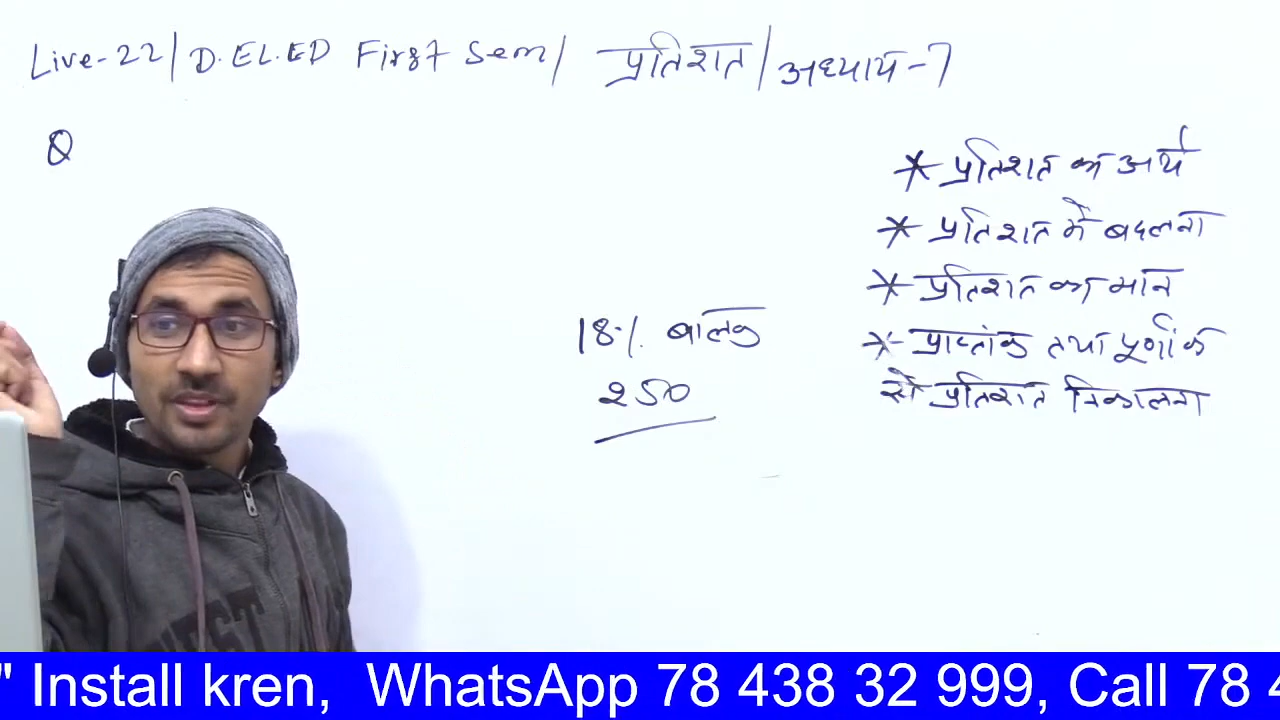 Live-22/D.EL.ED First Sem/ प्रतिशत/अध्याय-7
Q
* प्रतिशत का अर्थ
* प्रतिशत में बदलना
* प्रतिशत का मान
* प्राप्तांक तथा पूर्णांक
से प्रतिशत निकालना
18% बालक
250
" Install kren, WhatsApp 78 438 32 999, Call 78 4